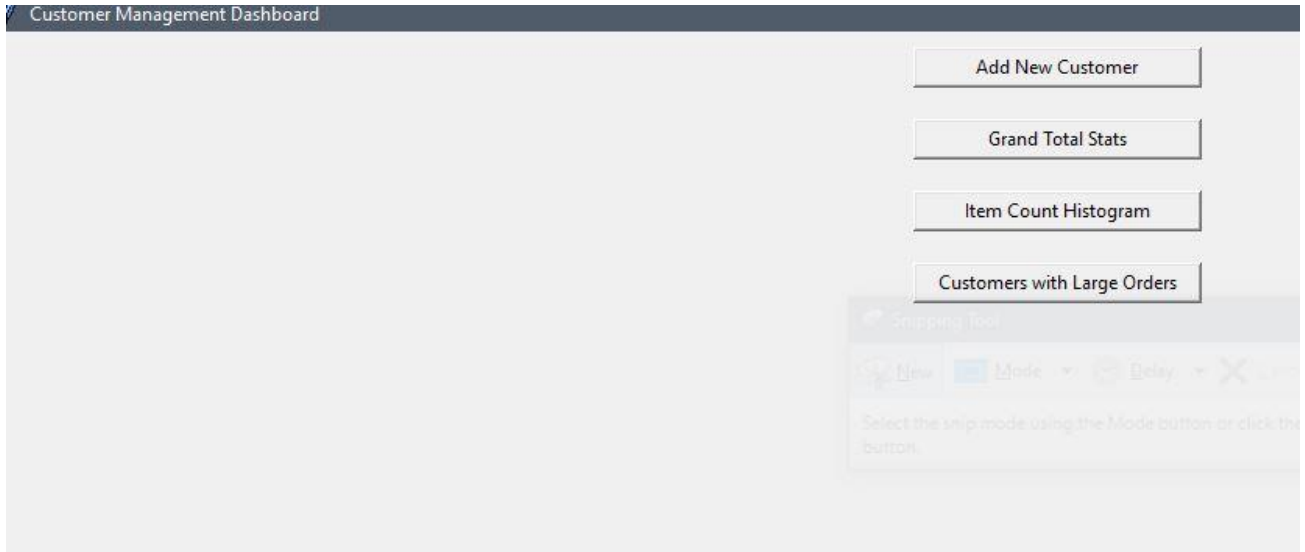 Customer Management Dashboard
Add New Customer
Grand Total Stats
Item Count Histogram
Customers with Large Orders
Snipping Tool
New Mode Delay
Select the snip mode using the Mode button or click the
button.